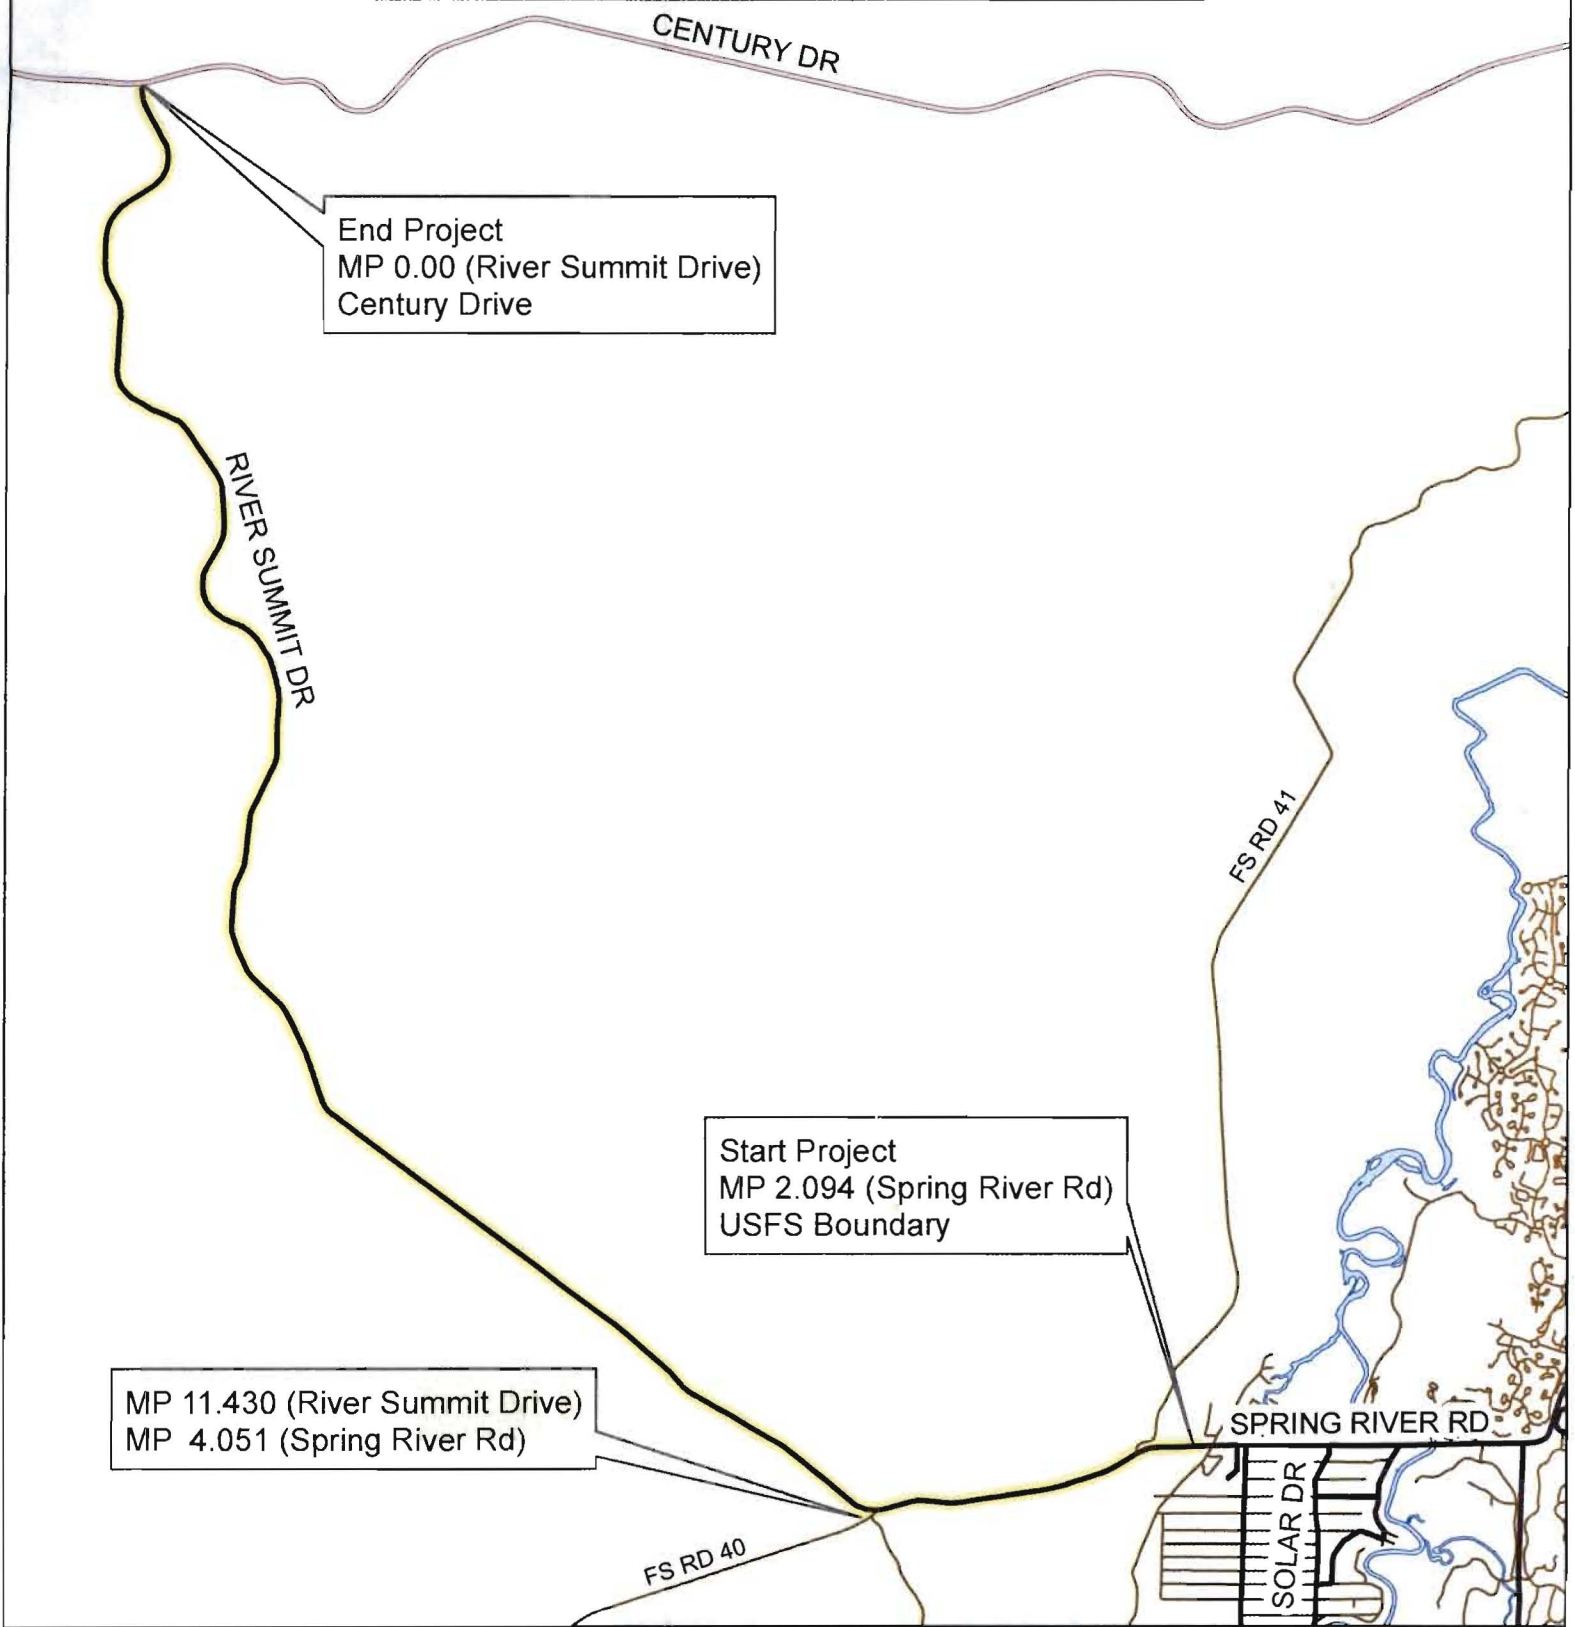 CENTURY DR
End Project
MP 0.00 (River Summit Drive)
Century Drive
RIVER SUMMIT DR
FS RD 41
Start Project
MP 2.094 (Spring River Rd)
USFS Boundary
MP 11.430 (River Summit Drive)
MP 4.051 (Spring River Rd)
SPRING RIVER RD
SOLAR DR
FS RD 40